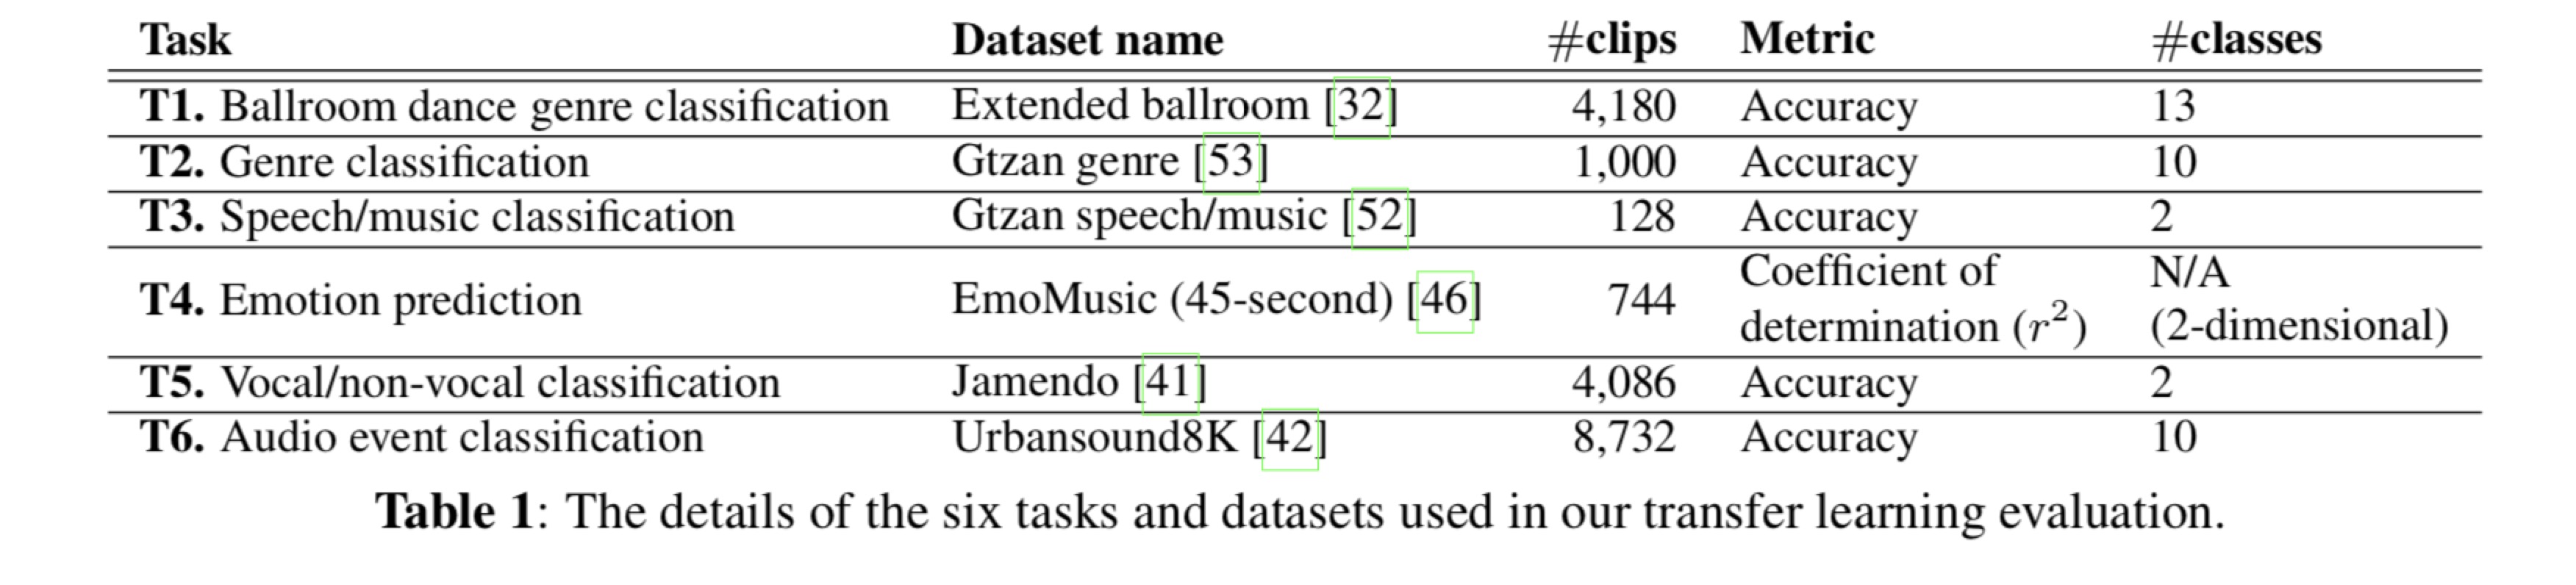 Task Dataset name #clips Metric #classes
T1. Ballroom dance genre classification Extended ballroom [32] 4,180 Accuracy 13
T2. Genre classification Gtzan genre [53] 1,000 Accuracy 10
T3. Speech/music classification Gtzan speech/music [52] 128 Accuracy 2
T4. Emotion prediction EmoMusic (45-second) [46] 744 Coefficient of determination (r²) N/A (2-dimensional)
T5. Vocal/non-vocal classification Jamendo [41] 4,086 Accuracy 2
T6. Audio event classification Urbansound8K [42] 8,732 Accuracy 10
Table 1: The details of the six tasks and datasets used in our transfer learning evaluation.